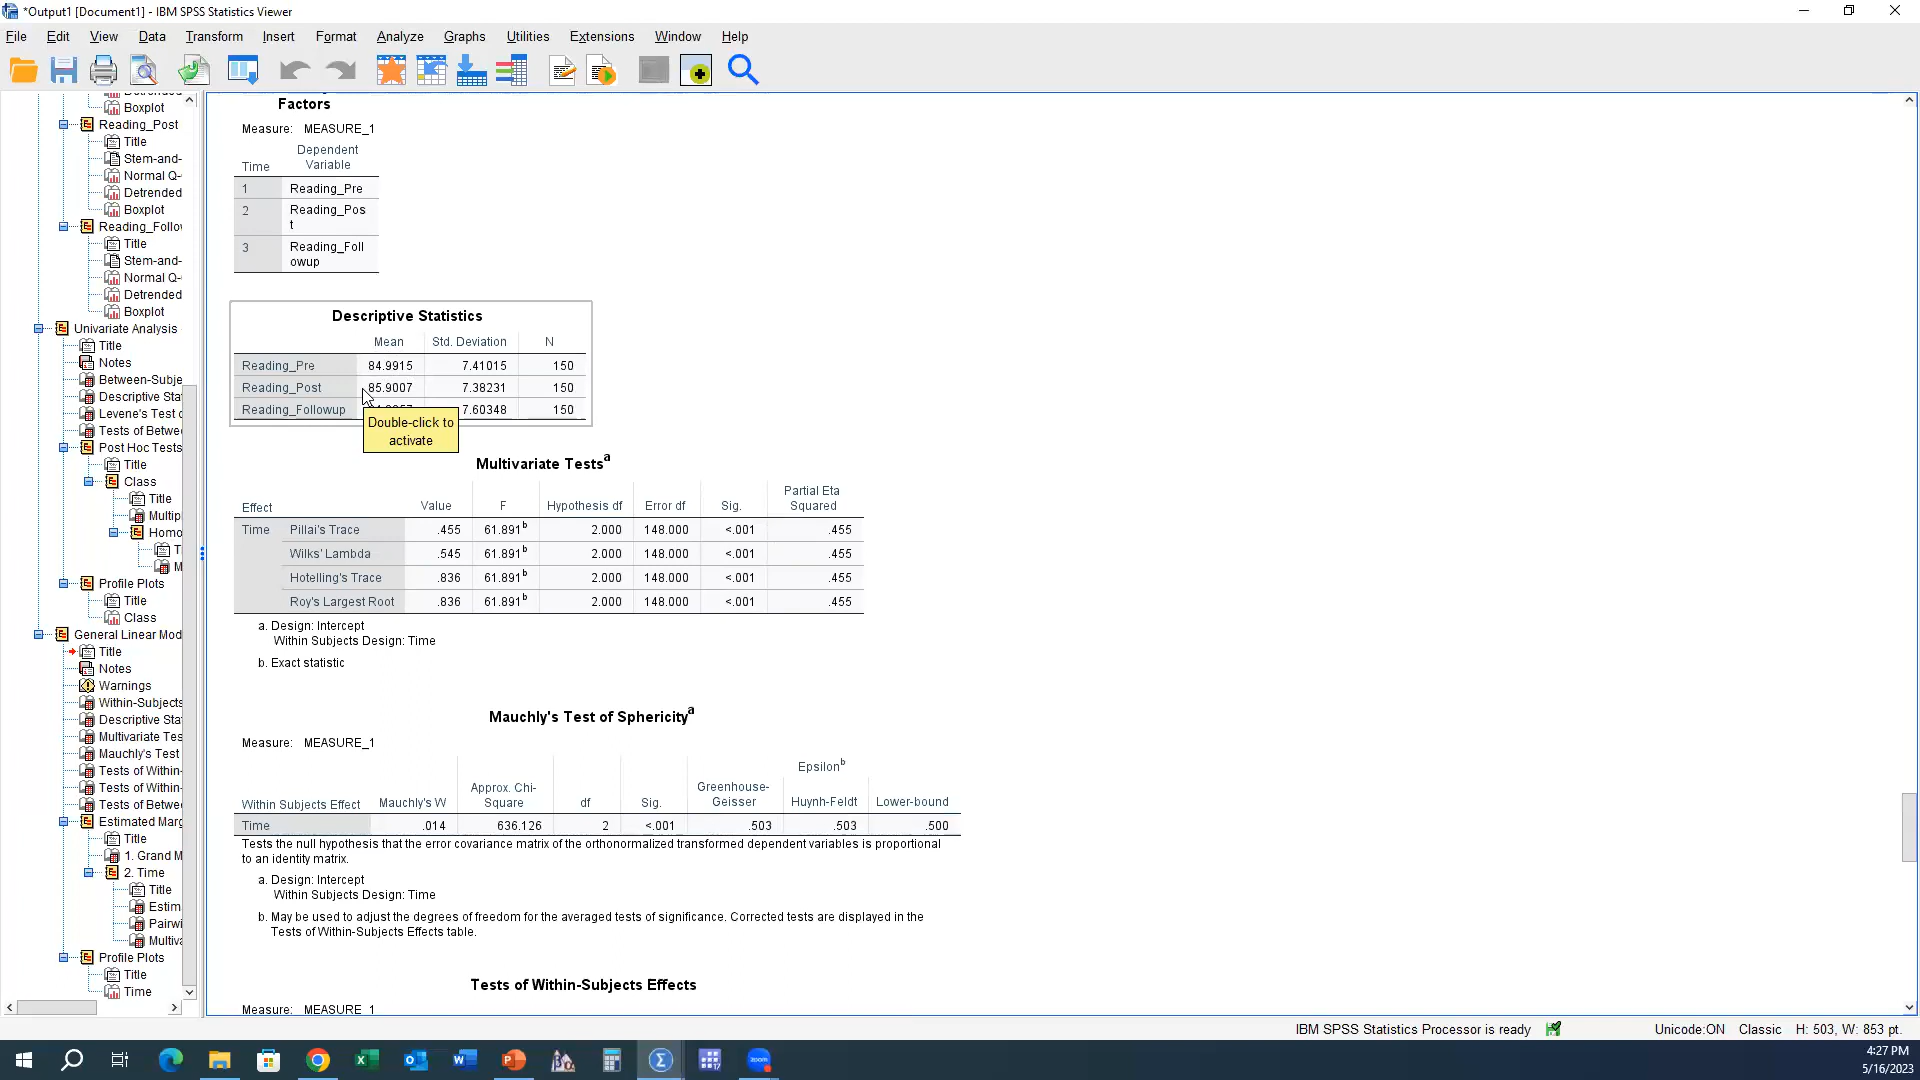 *Output1 [Document1] - IBM SPSS Statistics Viewer
File Edit View Data Transform Insert Format Analyze Graphs Utilities Extensions Window Help
Boxplot
Reading_Post
Title
Stem-and-
Normal Q-
Detrended
Boxplot
Reading_Follo
Title
Stem-and-
Normal Q-
Detrended
Boxplot
Univariate Analysis
Title
Notes
Between-Subje
Descriptive Sta
Levene's Test o
Tests of Betwe
Post Hoc Tests
Title
Class
Title
Multip
Homo
T
M
Profile Plots
Title
Class
General Linear Mod
Title
Notes
Warnings
Within-Subjects
Descriptive Sta
Multivariate Tes
Mauchly's Test
Tests of Within-
Tests of Within-
Tests of Betwe
Estimated Marg
Title
1. Grand M
2. Time
Title
Estim
Pairwi
Multiva
Profile Plots
Title
Time
Factors
Measure: MEASURE_1
Time Dependent Variable
1 Reading_Pre
2 Reading_Pos
t
3 Reading_Foll
owup
Descriptive Statistics
Mean Std. Deviation N
Reading_Pre 84.9915 7.41015 150
Reading_Post 85.9007 7.38231 150
Reading_Followup 7.60348 150
Double-click to
activate
Multivariate Testsa
Effect Value F Hypothesis df Error df Sig. Partial Eta Squared
Time Pillai's Trace .455 61.891b 2.000 148.000 <.001 .455
Wilks' Lambda .545 61.891b 2.000 148.000 <.001 .455
Hotelling's Trace .836 61.891b 2.000 148.000 <.001 .455
Roy's Largest Root .836 61.891b 2.000 148.000 <.001 .455
a. Design: Intercept
Within Subjects Design: Time
b. Exact statistic
Mauchly's Test of Sphericitya
Measure: MEASURE_1
Epsilonb
Within Subjects Effect Mauchly's W Approx. Chi-Square df Sig. Greenhouse-Geisser Huynh-Feldt Lower-bound
Time .014 636.126 2 <.001 .503 .503 .500
Tests the null hypothesis that the error covariance matrix of the orthonormalized transformed dependent variables is proportional
to an identity matrix.
a. Design: Intercept
Within Subjects Design: Time
b. May be used to adjust the degrees of freedom for the averaged tests of significance. Corrected tests are displayed in the
Tests of Within-Subjects Effects table.
Tests of Within-Subjects Effects
Measure: MEASURE_1
IBM SPSS Statistics Processor is ready Unicode:ON Classic H: 503, W: 853 pt.
zoom
4:27 PM
5/16/2023